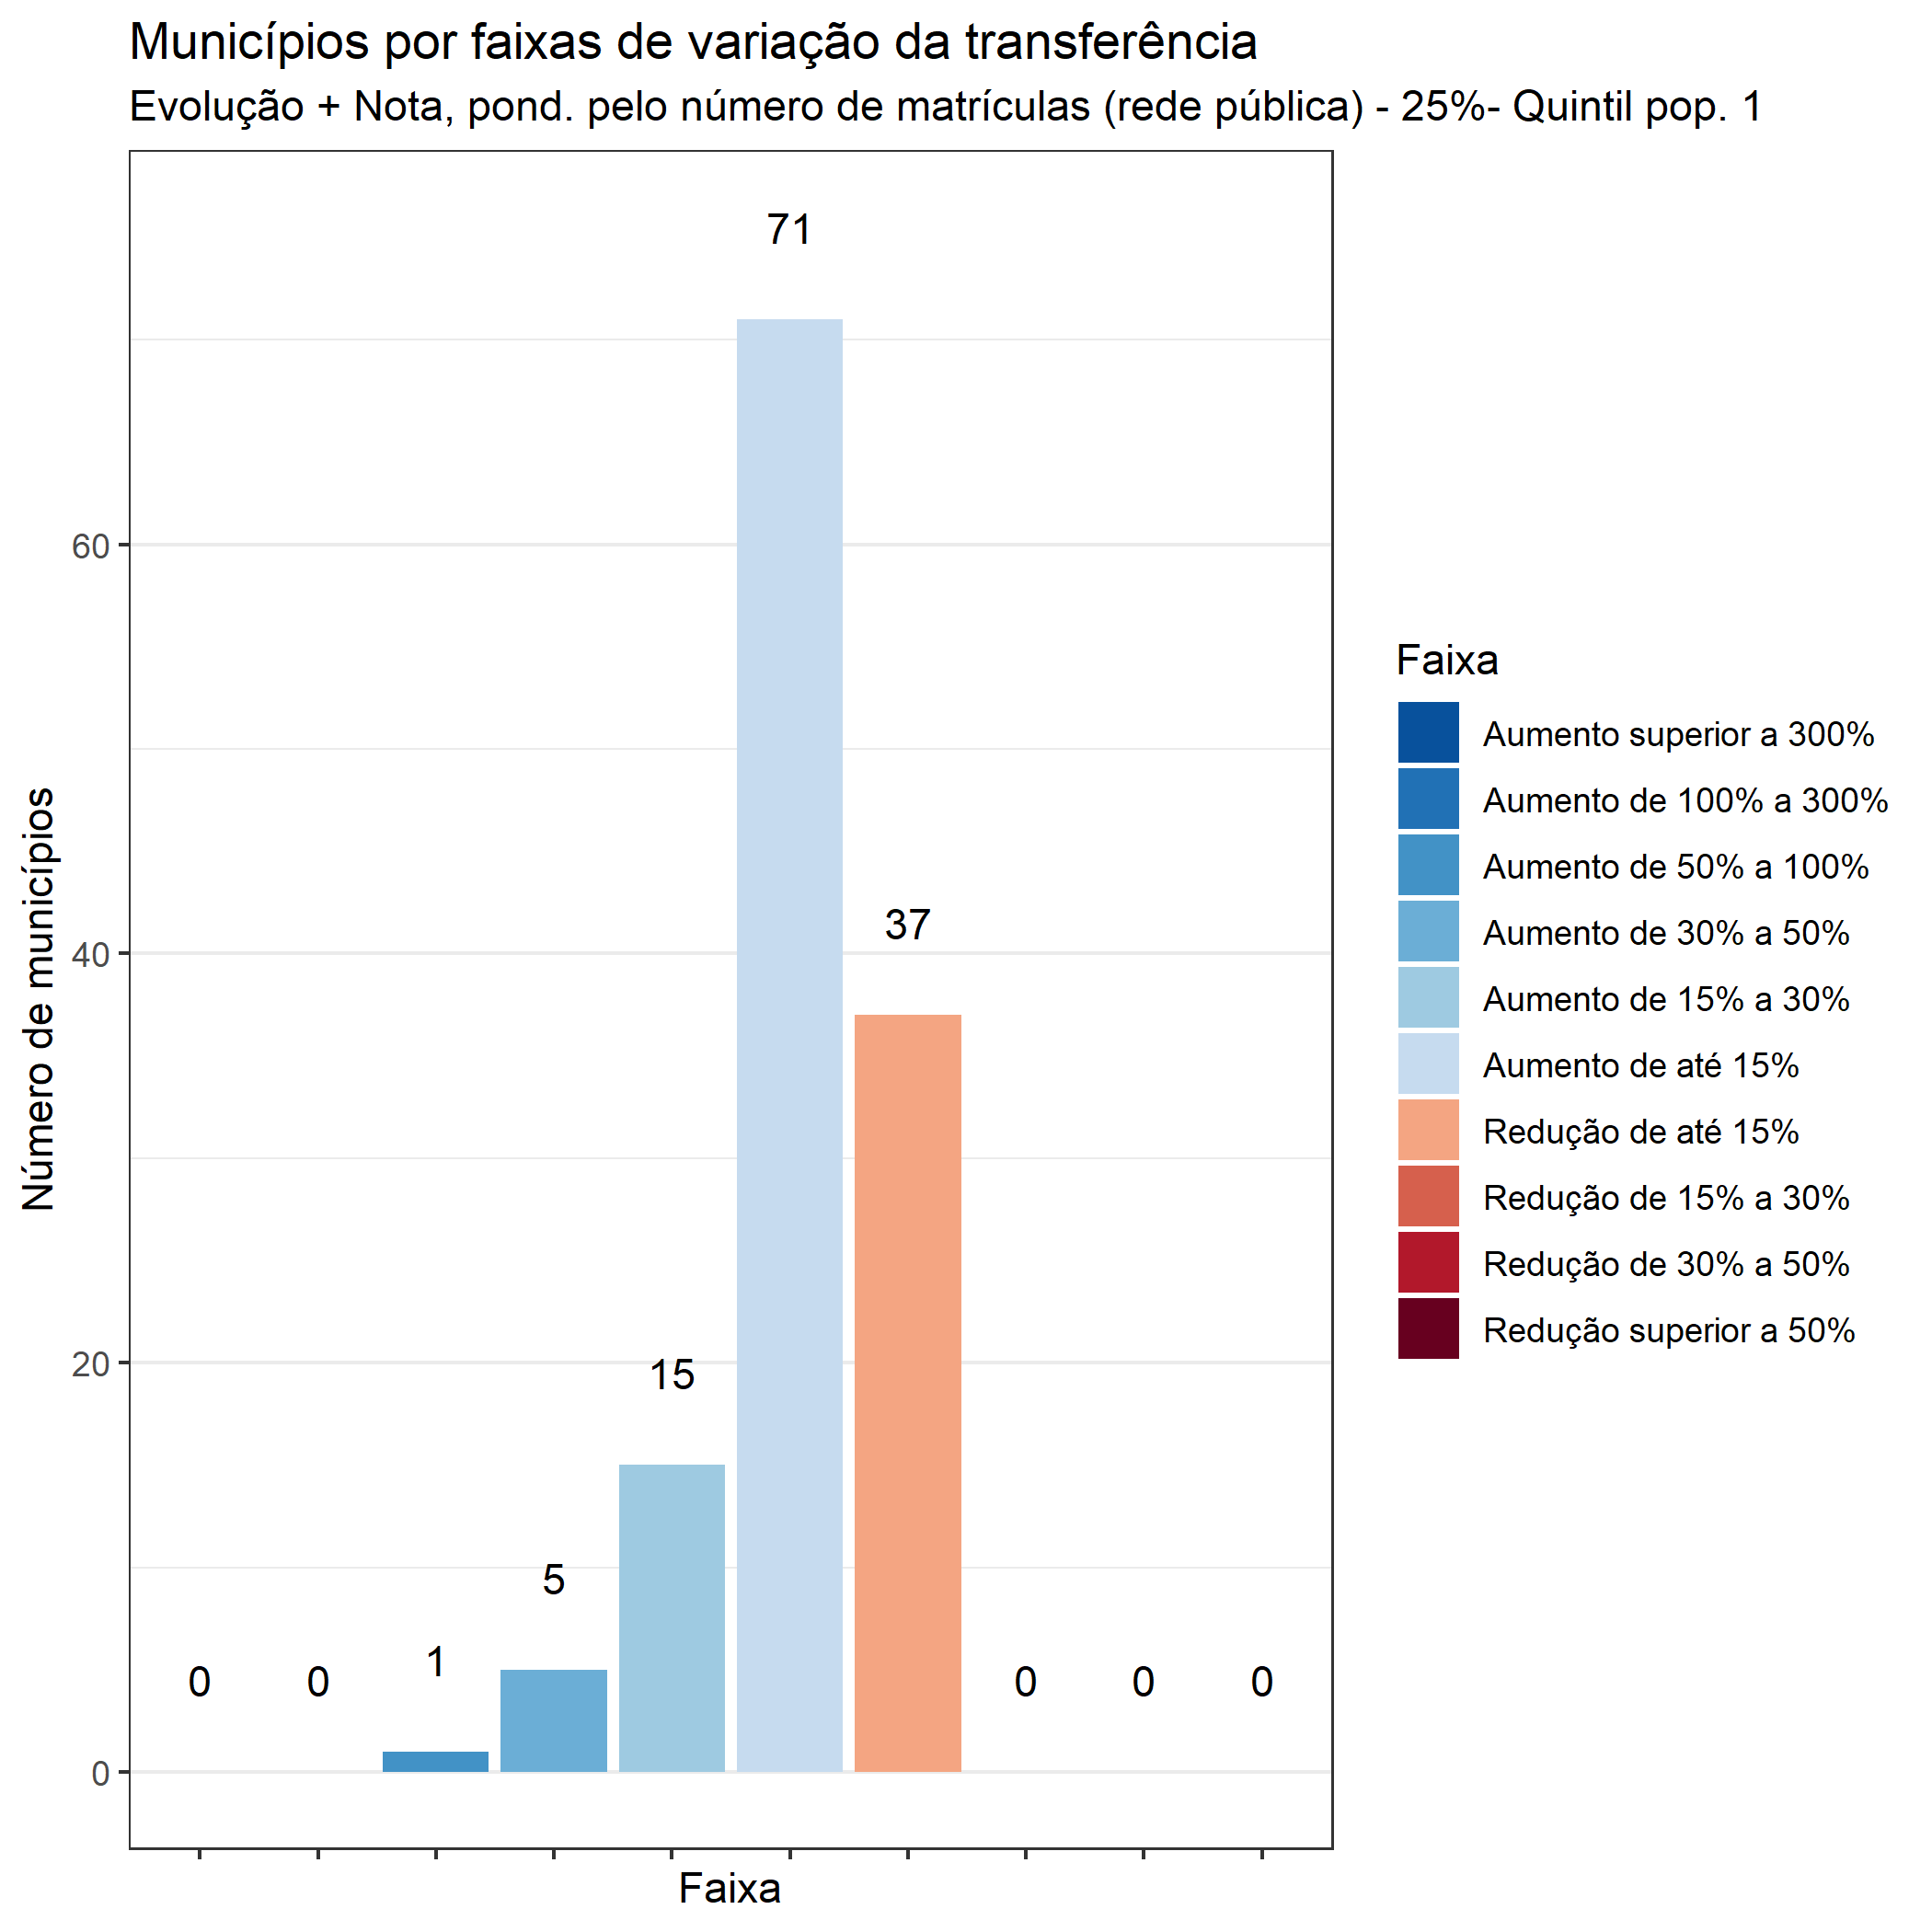 Municípios por faixas de variação da transferência
Evolução + Nota, pond. pelo número de matrículas (rede pública) - 25%- Quintil pop. 1
Número de municípios
60
40
20
0
0
0
1
5
15
71
37
0
0
0
Faixa
Faixa
Aumento superior a 300%
Aumento de 100% a 300%
Aumento de 50% a 100%
Aumento de 30% a 50%
Aumento de 15% a 30%
Aumento de até 15%
Redução de até 15%
Redução de 15% a 30%
Redução de 30% a 50%
Redução superior a 50%